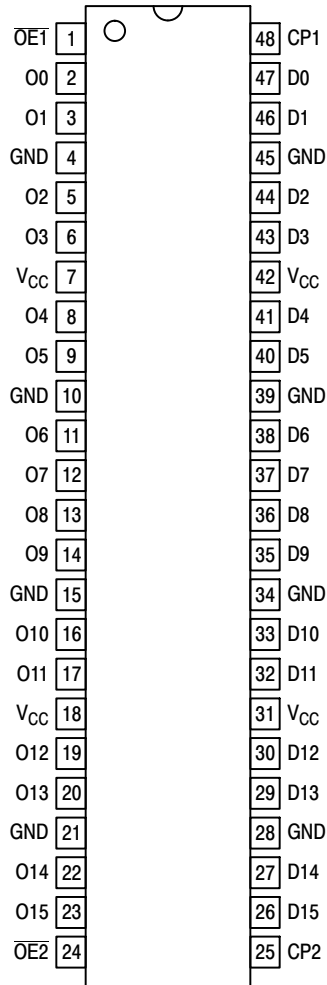 OE1 1 48 CP1
O0 2 47 D0
O1 3 46 D1
GND 4 45 GND
O2 5 44 D2
O3 6 43 D3
VCC 7 42 VCC
O4 8 41 D4
O5 9 40 D5
GND 10 39 GND
O6 11 38 D6
O7 12 37 D7
O8 13 36 D8
O9 14 35 D9
GND 15 34 GND
O10 16 33 D10
O11 17 32 D11
VCC 18 31 VCC
O12 19 30 D12
O13 20 29 D13
GND 21 28 GND
O14 22 27 D14
O15 23 26 D15
OE2 24 25 CP2